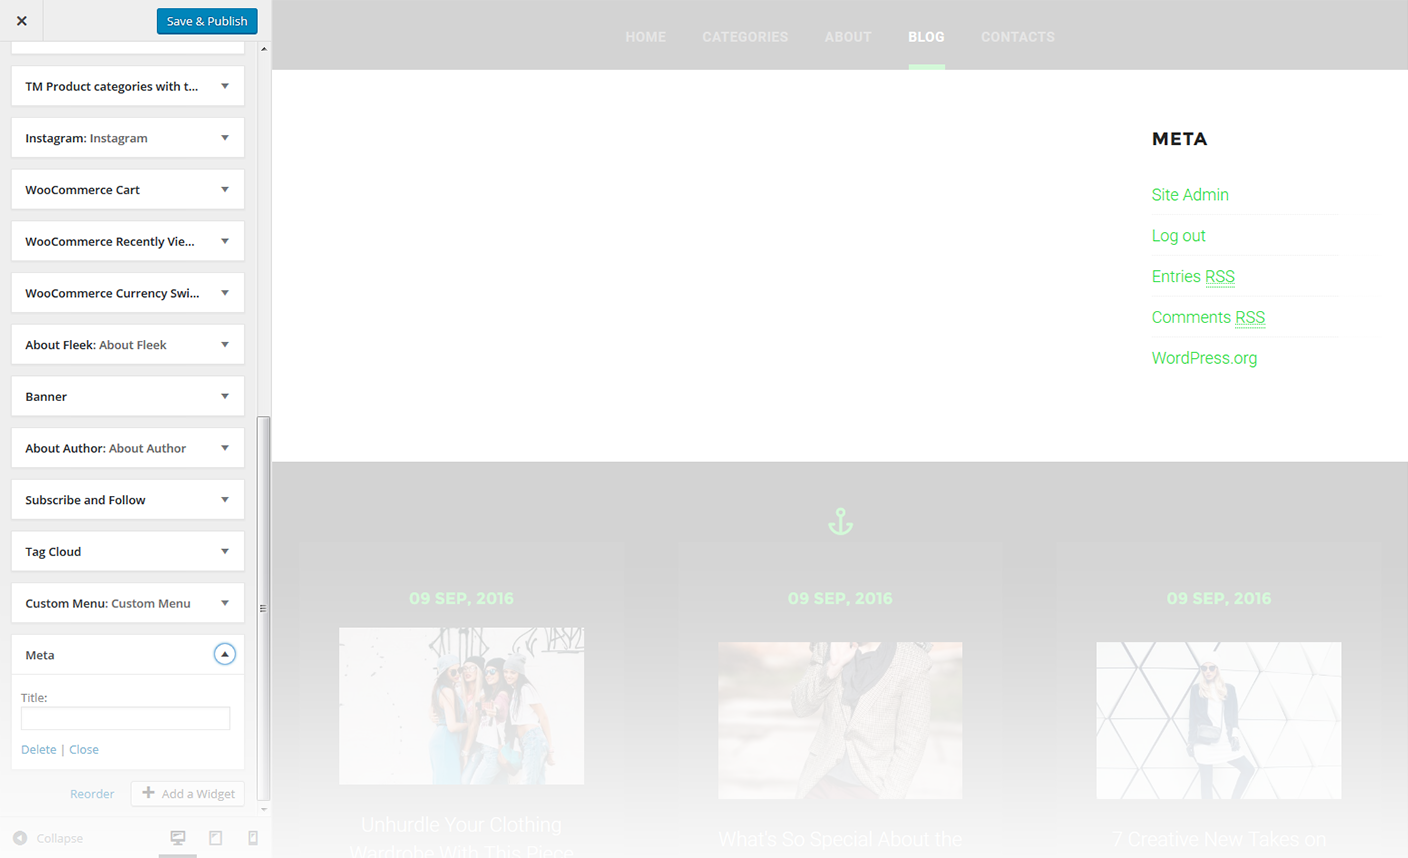 Save & Publish
TM Product categories with t...
Instagram: Instagram
WooCommerce Cart
WooCommerce Recently Vie...
WooCommerce Currency Swi...
About Fleek: About Fleek
Banner
About Author: About Author
Subscribe and Follow
Tag Cloud
Custom Menu: Custom Menu
Meta
Title:
Delete | Close
Reorder
Add a Widget
Collapse
HOME CATEGORIES ABOUT BLOG CONTACTS
META
Site Admin
Log out
Entries RSS
Comments RSS
WordPress.org
09 SEP, 2016
Unhurdle Your Clothing
Wardrobe With This Piece
09 SEP, 2016
What's So Special About the
09 SEP, 2016
7 Creative New Takes on